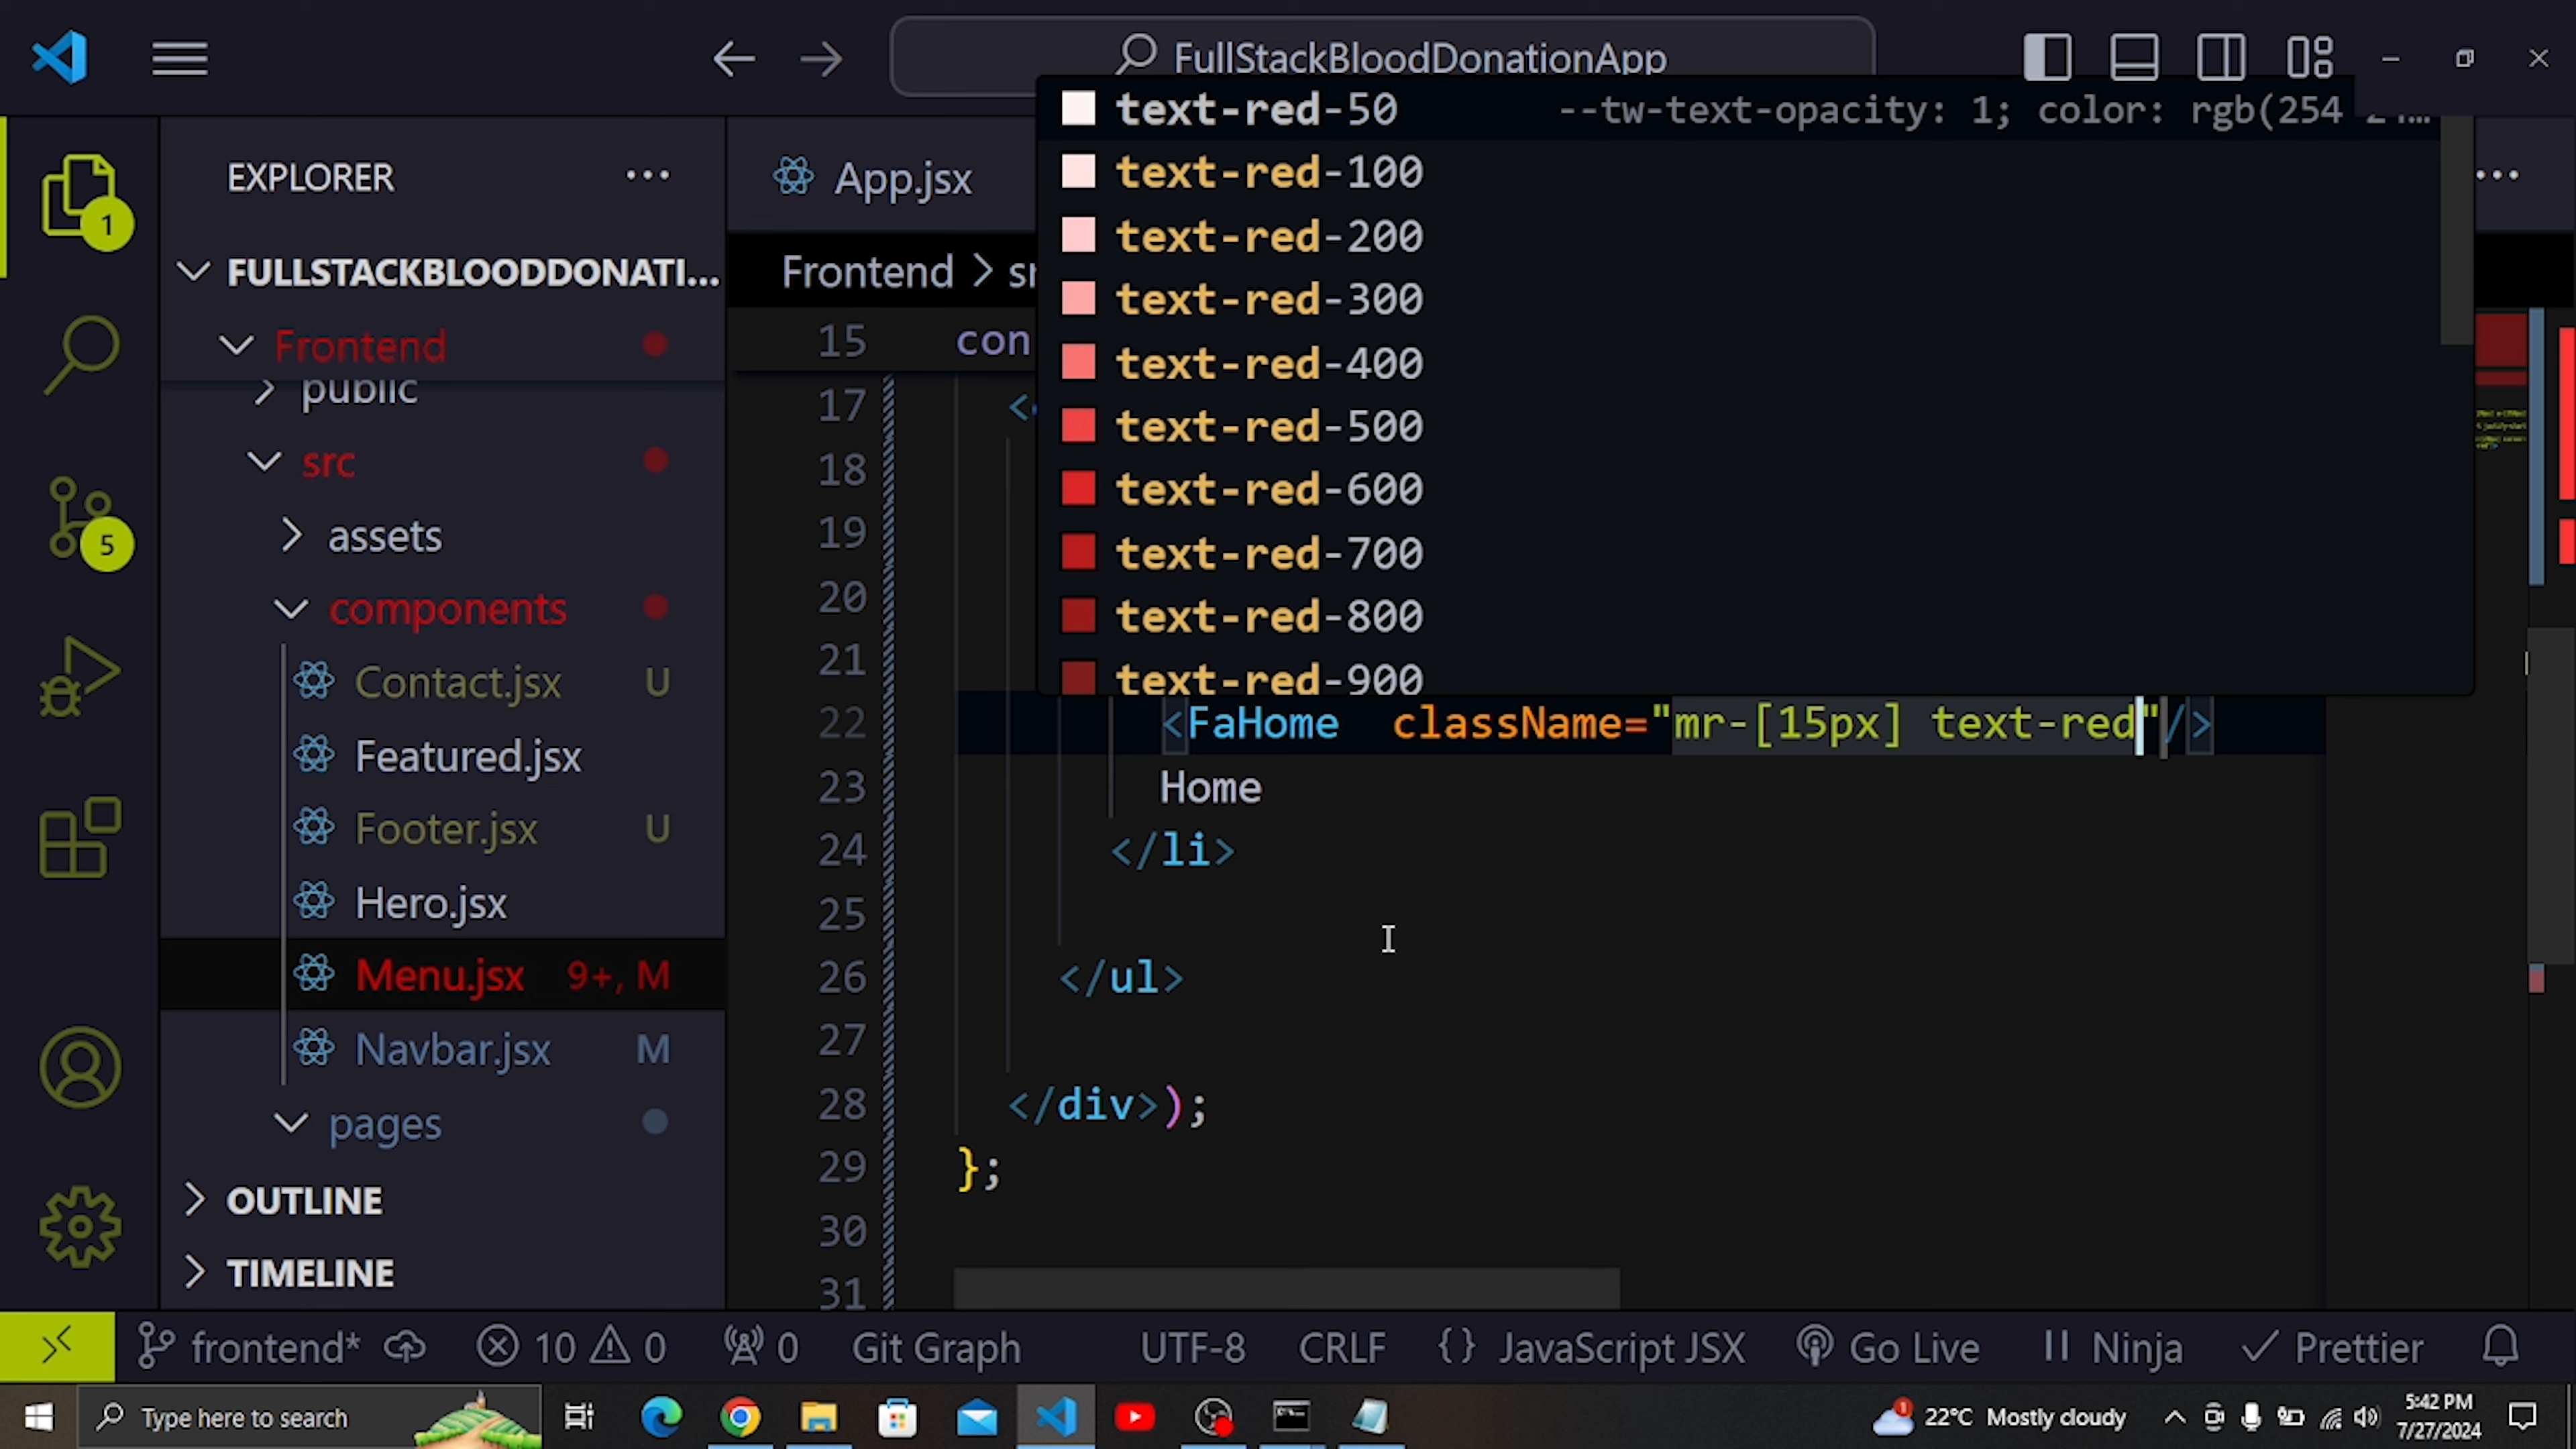 FullStackBloodDonationApp
EXPLORER
FULLSTACKBLOODDONATI...
Frontend
public
src
assets
components
Contact.jsx U
Featured.jsx
Footer.jsx U
Hero.jsx
Menu.jsx 9+, M
Navbar.jsx M
pages
OUTLINE
TIMELINE
1
5
App.jsx
Frontend > sr
text-red-50 --tw-text-opacity: 1; color: rgb(254
text-red-100
text-red-200
text-red-300
text-red-400
text-red-500
text-red-600
text-red-700
text-red-800
text-red-900
15 con
17 <
18
19
20
21
22 <FaHome className="mr-[15px] text-red"/>
23 Home
24 </li>
25
26 </ul>
27
28 </div>);
29 };
30
31
frontend* 10 0 0 Git Graph UTF-8 CRLF {} JavaScript JSX Go Live Ninja Prettier
Type here to search
1 22°C Mostly cloudy
5:42 PM
7/27/2024